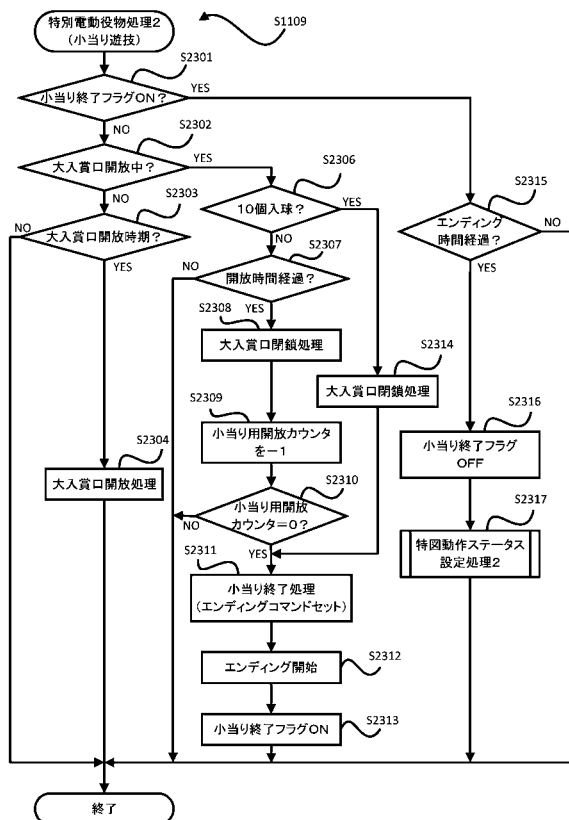 特別電動役物処理2
(小当り遊技)
S1109
S2301
小当り終了フラグON?
YES
NO
S2302
大入賞口開放中?
YES
NO
S2303
NO
大入賞口開放時期?
YES
S2306
10個入球?
YES
NO
S2307
NO
開放時間経過?
YES
S2308
大入賞口閉鎖処理
S2314
大入賞口閉鎖処理
S2309
小当り用開放カウンタ
を-1
S2304
大入賞口開放処理
S2310
小当り用開放
カウンタ=0?
NO
YES
S2311
小当り終了処理
(エンディングコマンドセット)
エンディング開始
S2312
小当り終了フラグON
S2313
S2315
エンディング
時間経過?
NO
YES
S2316
小当り終了フラグ
OFF
S2317
特図動作ステータス
設定処理2
終了